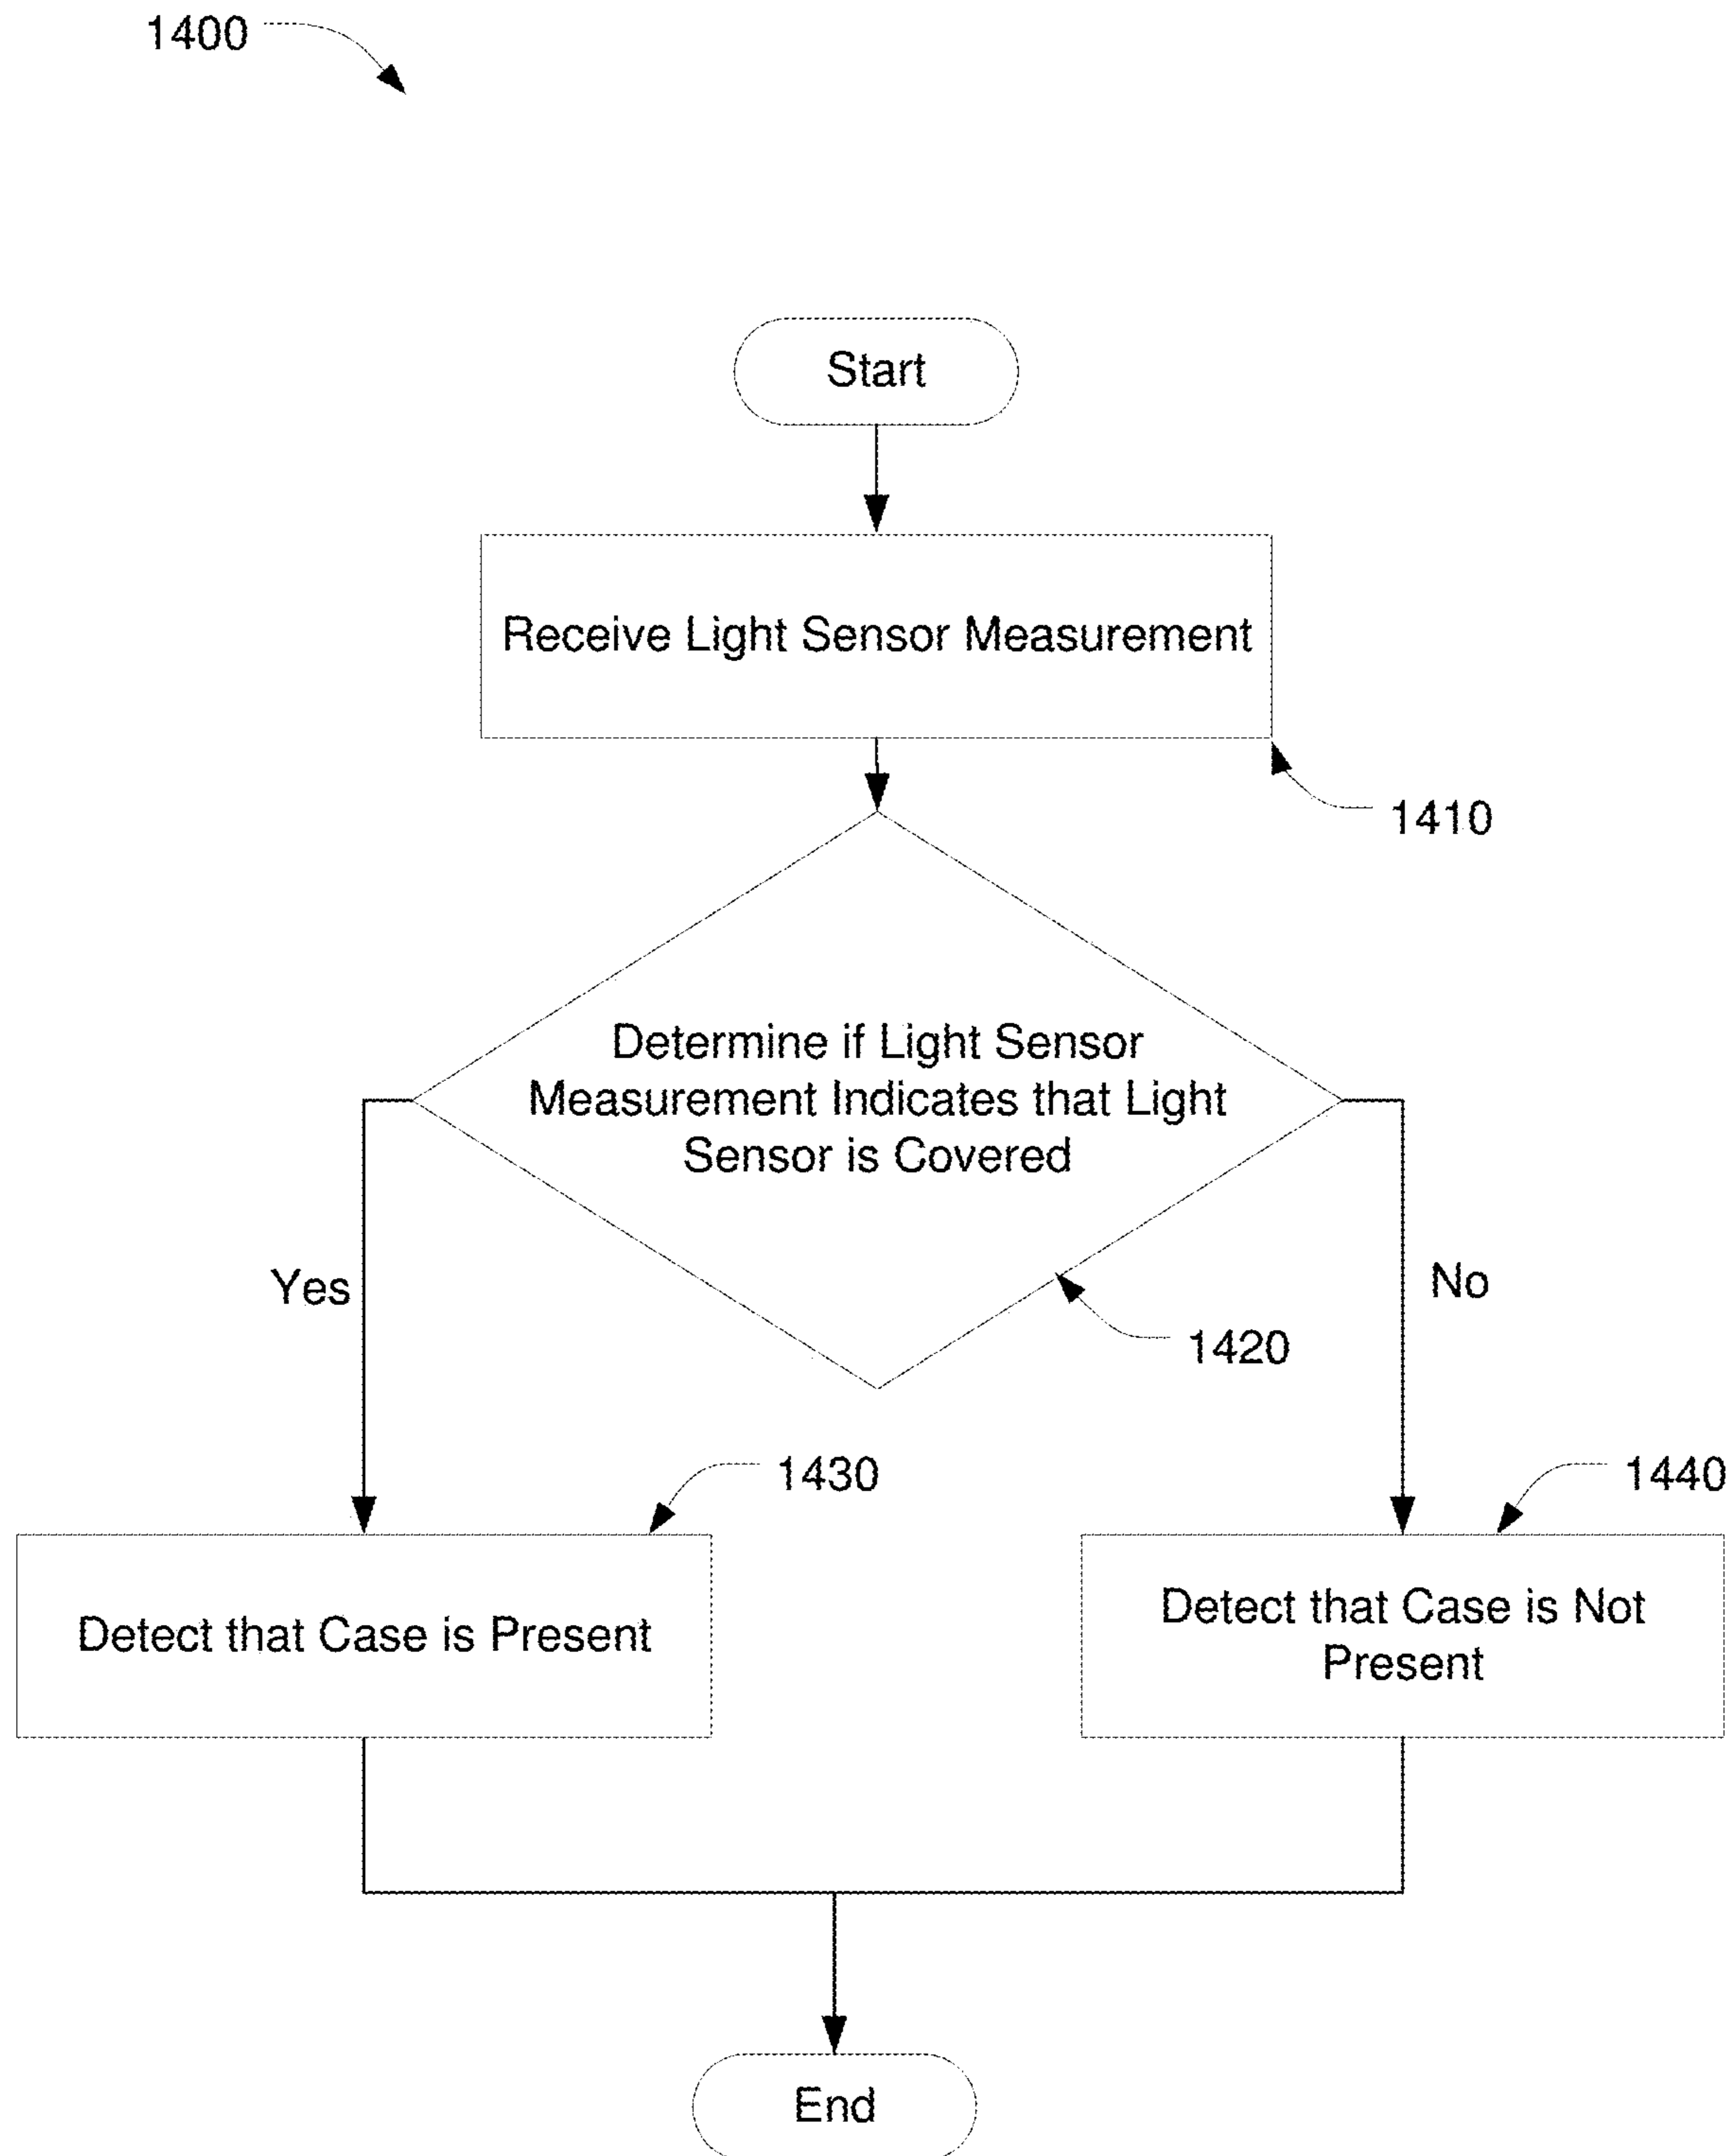 1400
Start
Receive Light Sensor Measurement
1410
Determine if Light Sensor
Measurement Indicates that Light
Sensor is Covered
Yes
No
1420
1430
1440
Detect that Case is Present
Detect that Case is Not
Present
End